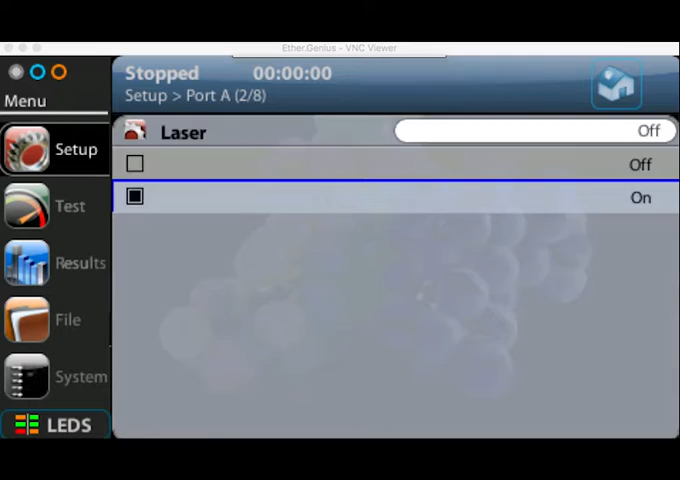 Ether.Genius - VNC Viewer
Stopped 00:00:00
Setup > Port A (2/8)
Menu
Laser Off
Off
On
Setup
Test
Results
File
System
LEDS